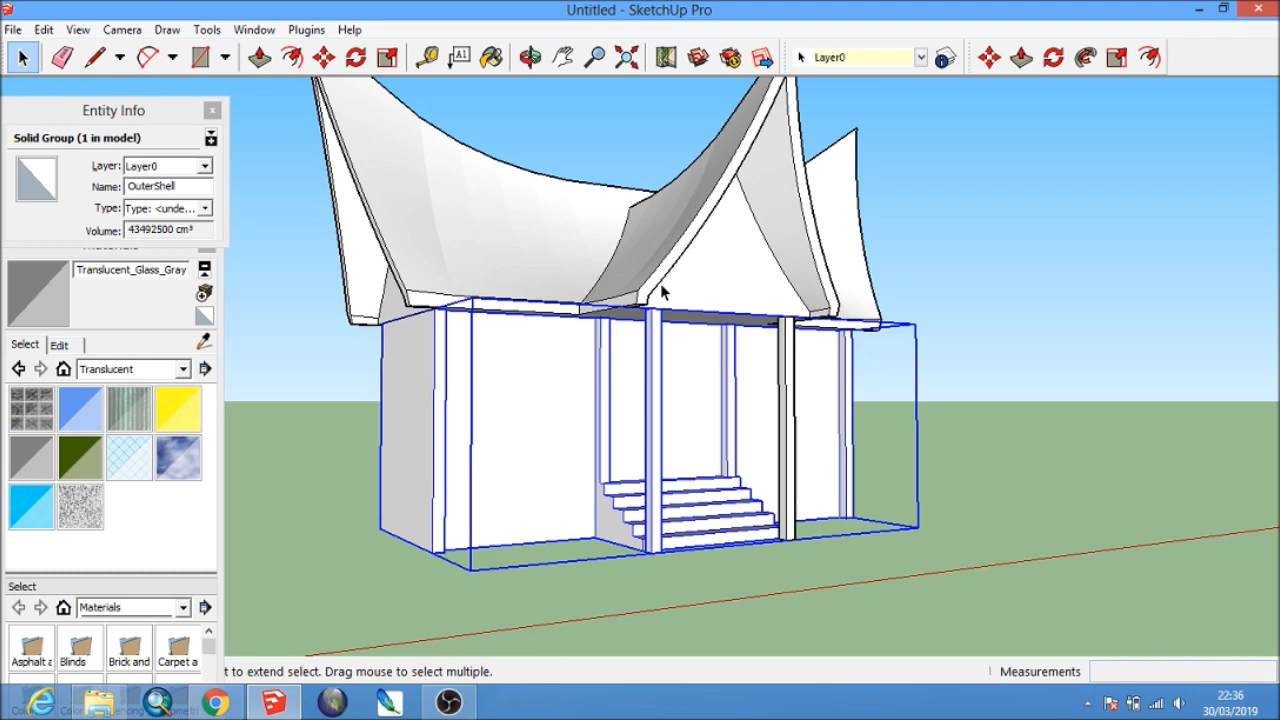 Untitled - SketchUp Pro
File Edit View Camera Draw Tools Window Plugins Help
A1
Layer0
Entity Info
Solid Group (1 in model)
Layer: Layer0
Name: OuterShell
Type: Type: <unde...
Volume: 43492500 cm³
Translucent_Glass_Gray
Select Edit
Translucent
Select
Materials
Asphalt a Blinds Brick and Carpet a
t to extend select. Drag mouse to select multiple.
Measurements
22:36
30/03/2019